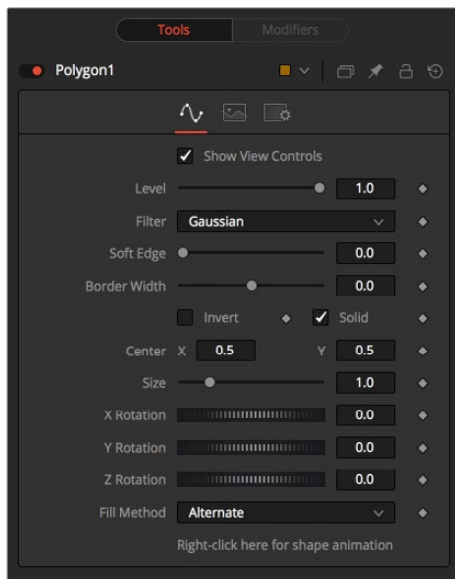 Tools Modifiers
Polygon1
Show View Controls
Level 1.0
Filter Gaussian
Soft Edge 0.0
Border Width 0.0
Invert Solid
Center X 0.5 Y 0.5
Size 1.0
X Rotation 0.0
Y Rotation 0.0
Z Rotation 0.0
Fill Method Alternate
Right-click here for shape animation